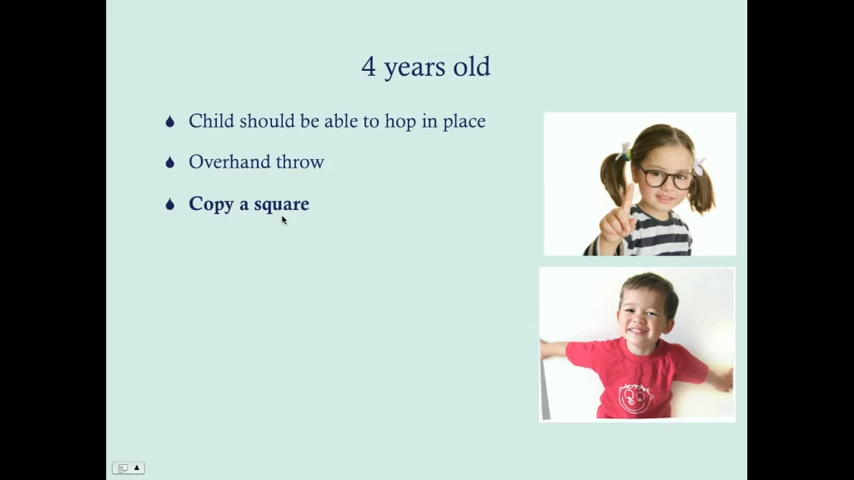 4 years old
Child should be able to hop in place
Overhand throw
Copy a square